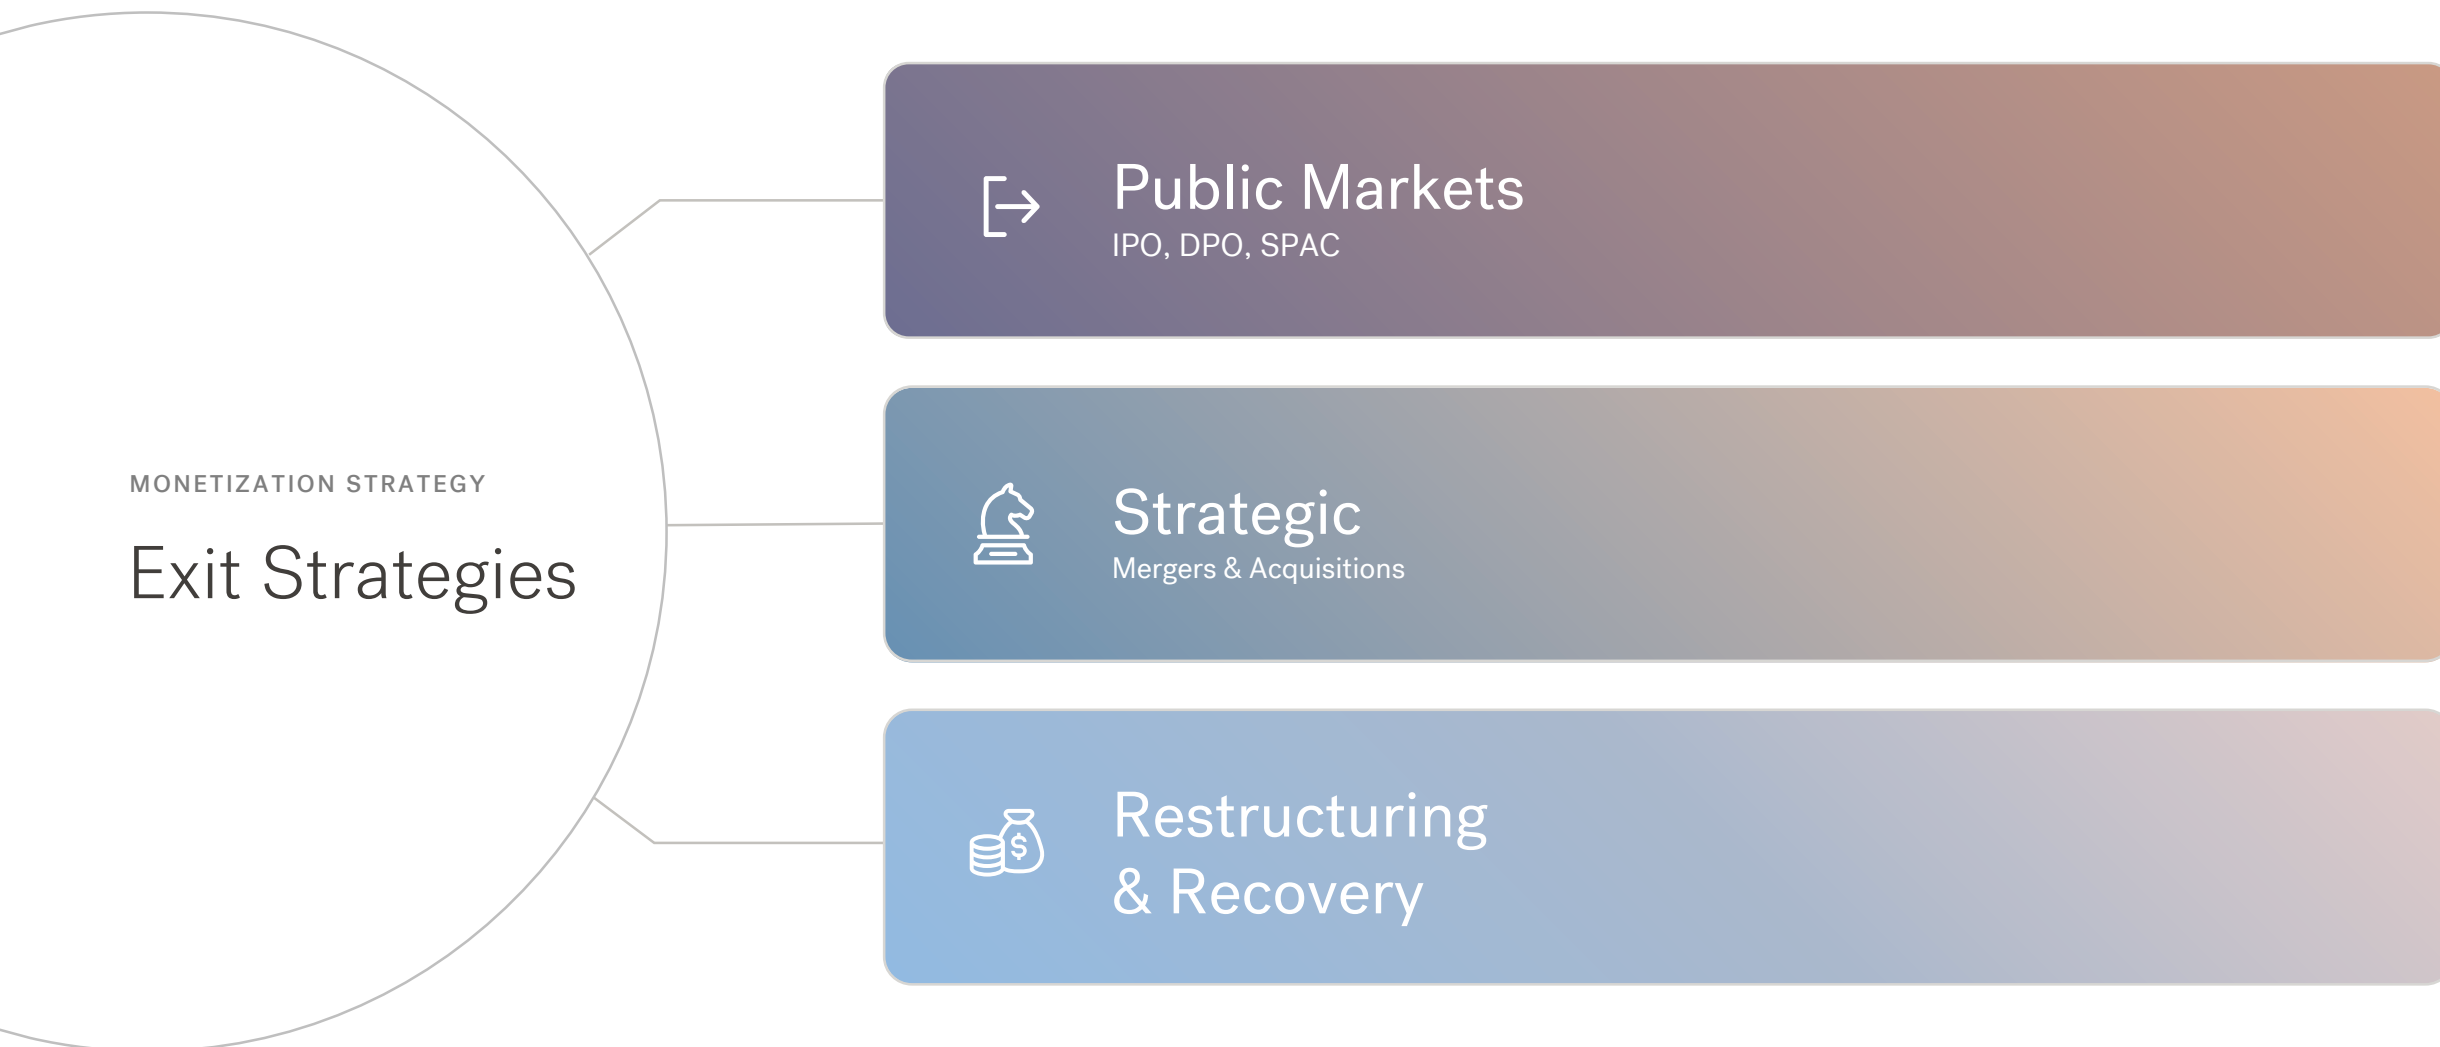 MONETIZATION STRATEGY
Exit Strategies
Public Markets
IPO, DPO, SPAC
Strategic
Mergers & Acquisitions
Restructuring
& Recovery
$